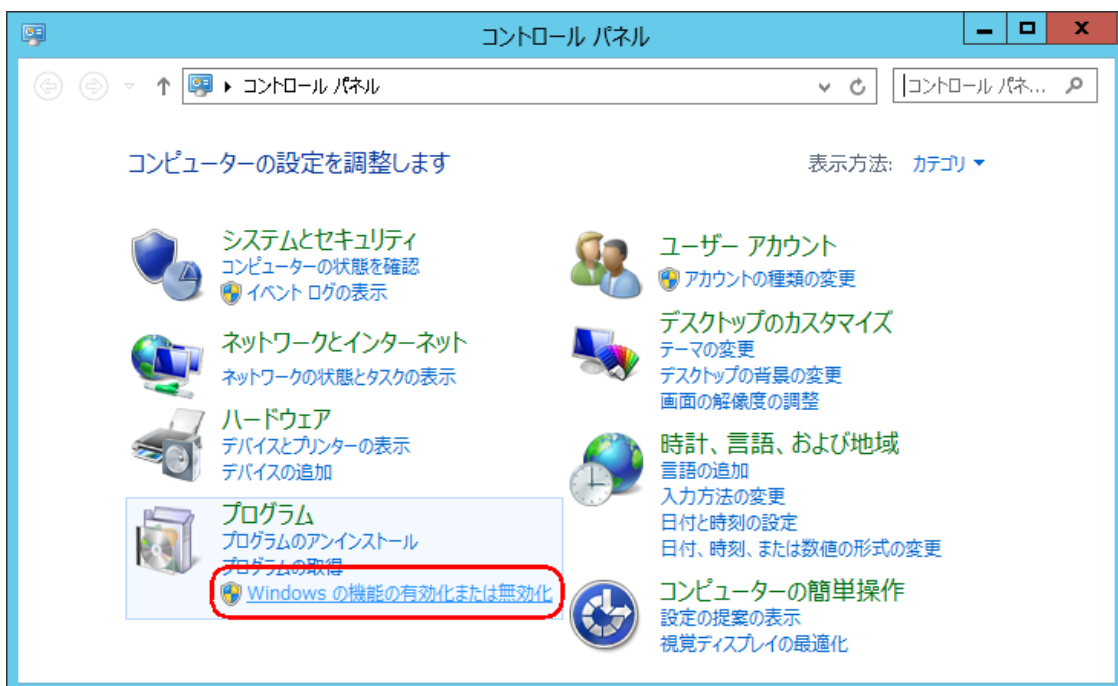 コントロール パネル
コントロール パネル
コントロール パネ...
コンピューターの設定を調整します
表示方法: カテゴリ
システムとセキュリティ
コンピューターの状態を確認
イベント ログの表示
ネットワークとインターネット
ネットワークの状態とタスクの表示
ハードウェア
デバイスとプリンターの表示
デバイスの追加
プログラム
プログラムのアンインストール
プログラムの取得
Windows の機能の有効化または無効化
ユーザー アカウント
アカウントの種類の変更
デスクトップのカスタマイズ
テーマの変更
デスクトップの背景の変更
画面の解像度の調整
時計、言語、および地域
言語の追加
入力方法の変更
日付と時刻の設定
日付、時刻、または数値の形式の変更
コンピューターの簡単操作
設定の提案の表示
視覚ディスプレイの最適化